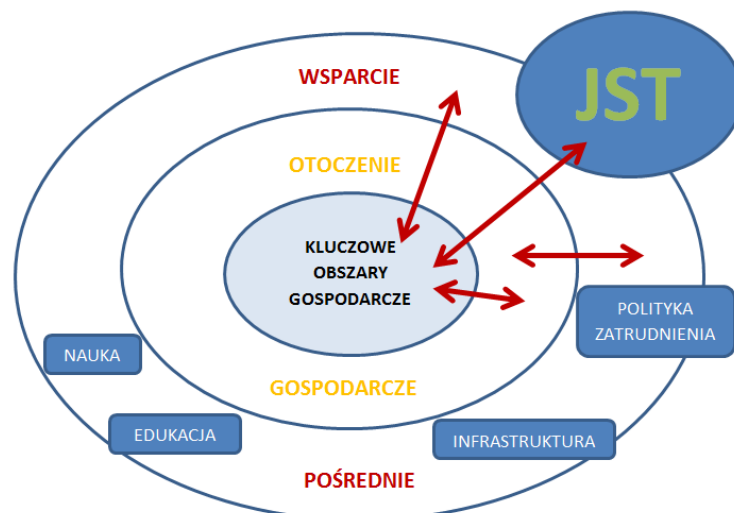 WSPARCIE
JST
OTOCZENIE
KLUCZOWE
OBSZARY
GOSPODARCZE
POLITYKA
ZATRUDNIENIA
NAUKA
GOSPODARCZE
EDUKACJA
INFRASTRUKTURA
POŚREDNIE